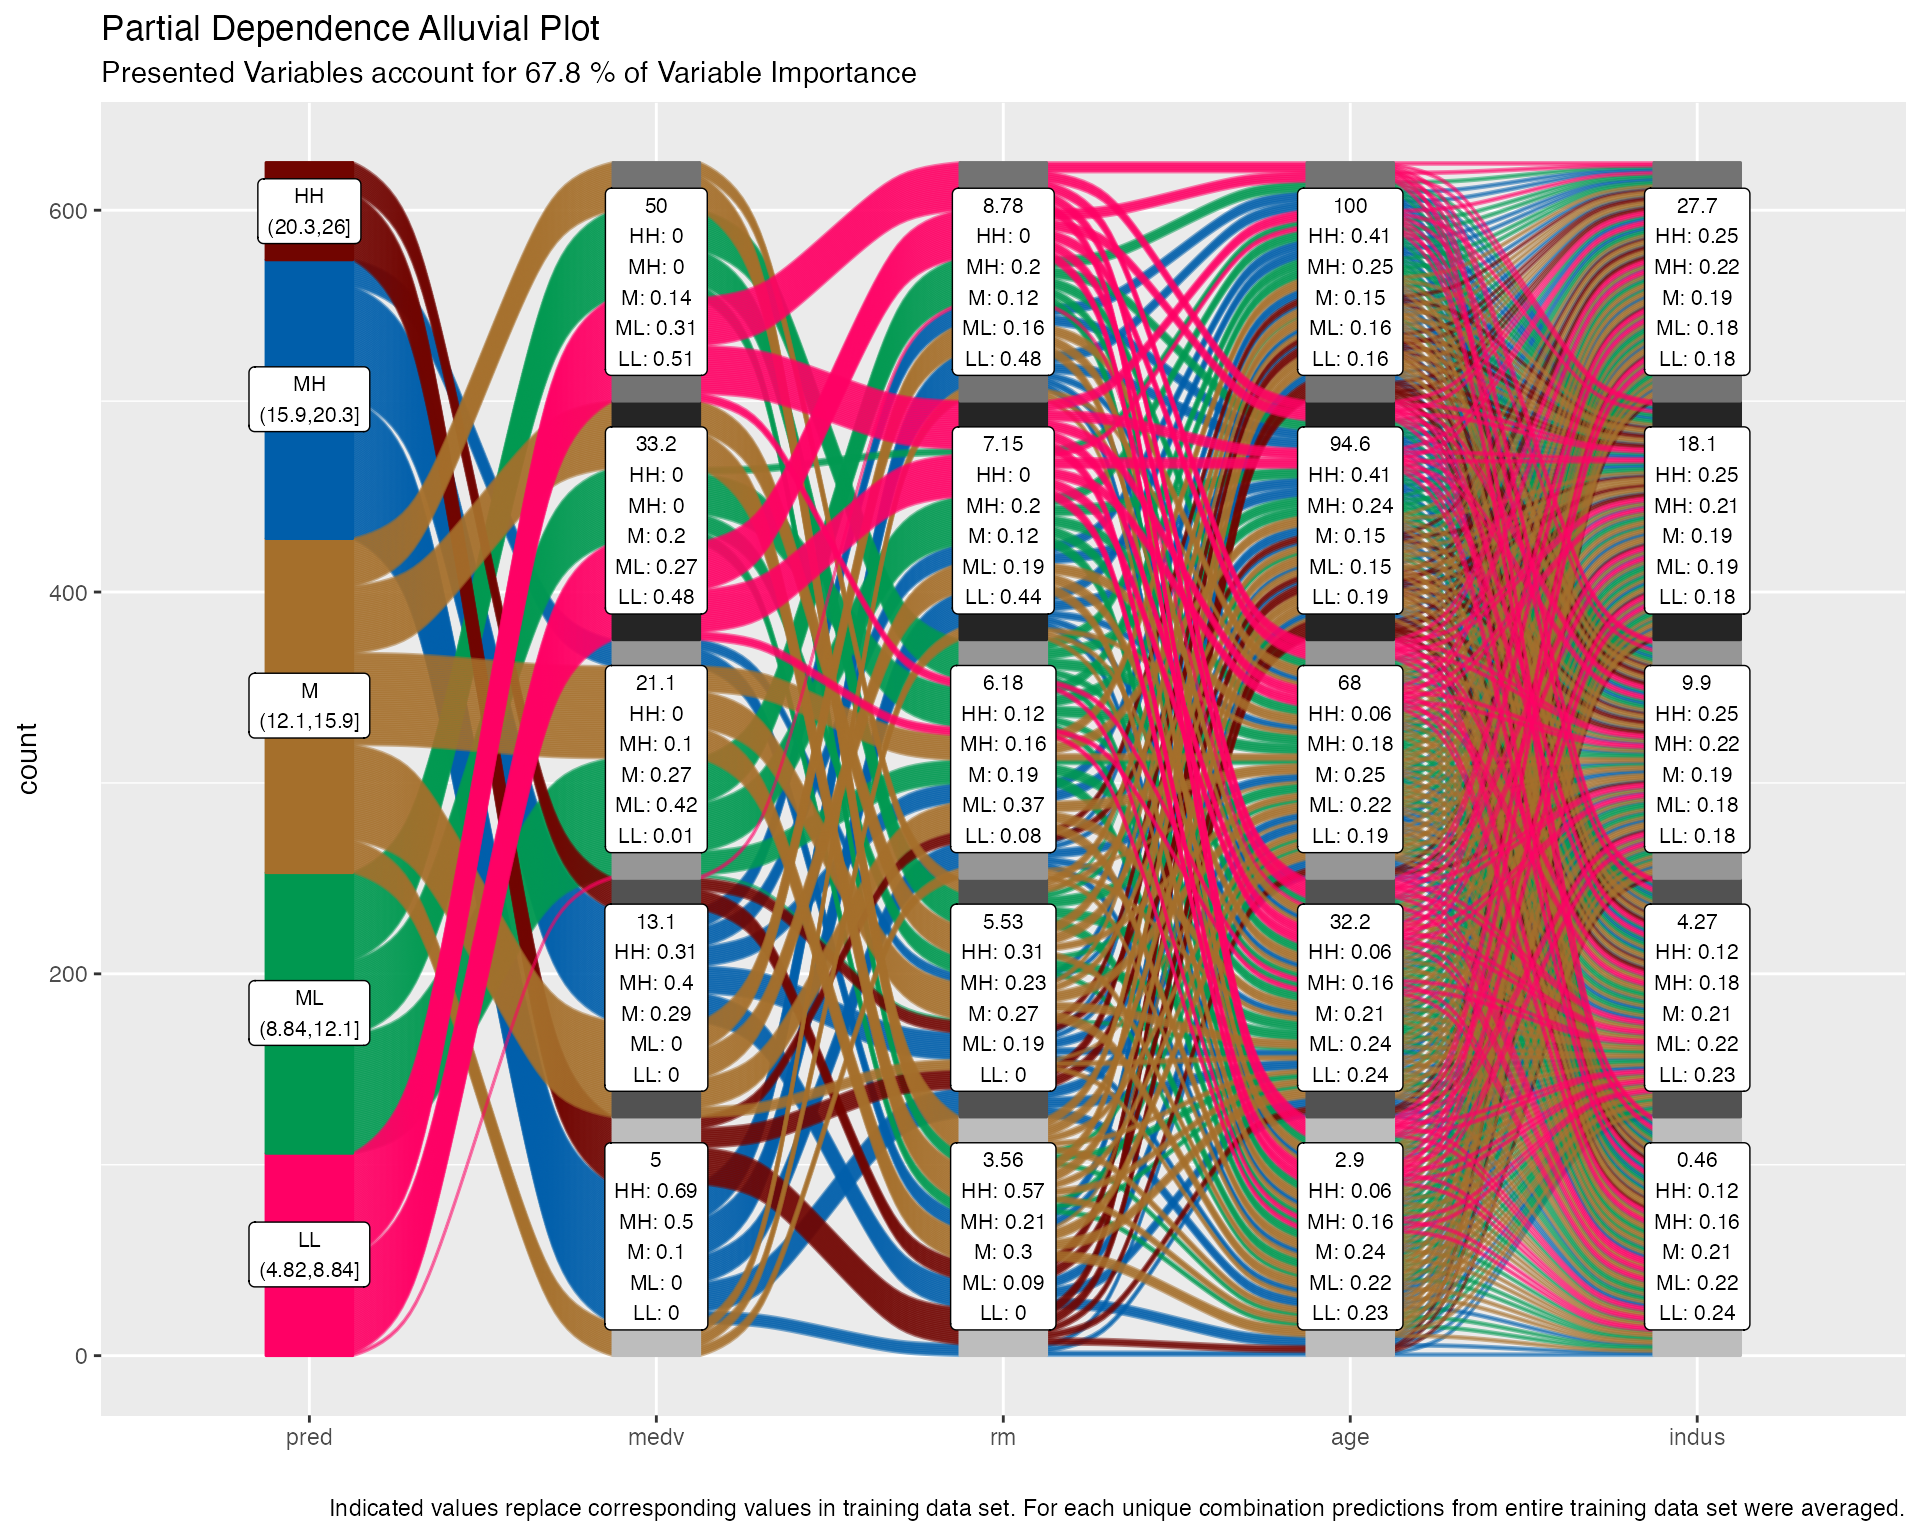 Partial Dependence Alluvial Plot
Presented Variables account for 67.8 % of Variable Importance
count
600
400
200
0
HH
(20.3,26]
MH
(15.9,20.3]
M
(12.1,15.9]
ML
(8.84,12.1]
LL
(4.82,8.84]
50
HH: 0
MH: 0
M: 0.14
ML: 0.31
LL: 0.51
33.2
HH: 0
MH: 0
M: 0.2
ML: 0.27
LL: 0.48
21.1
HH: 0
MH: 0.1
M: 0.27
ML: 0.42
LL: 0.01
13.1
HH: 0.31
MH: 0.4
M: 0.29
ML: 0
LL: 0
5
HH: 0.69
MH: 0.5
M: 0.1
ML: 0
LL: 0
8.78
HH: 0
MH: 0.2
M: 0.12
ML: 0.16
LL: 0.48
7.15
HH: 0
MH: 0.2
M: 0.12
ML: 0.19
LL: 0.44
6.18
HH: 0.12
MH: 0.16
M: 0.19
ML: 0.37
LL: 0.08
5.53
HH: 0.31
MH: 0.23
M: 0.27
ML: 0.19
LL: 0
3.56
HH: 0.57
MH: 0.21
M: 0.3
ML: 0.09
LL: 0
100
HH: 0.41
MH: 0.25
M: 0.15
ML: 0.16
LL: 0.16
94.6
HH: 0.41
MH: 0.24
M: 0.15
ML: 0.15
LL: 0.19
68
HH: 0.06
MH: 0.18
M: 0.25
ML: 0.22
LL: 0.19
32.2
HH: 0.06
MH: 0.16
M: 0.21
ML: 0.24
LL: 0.24
2.9
HH: 0.06
MH: 0.16
M: 0.24
ML: 0.22
LL: 0.23
27.7
HH: 0.25
MH: 0.22
M: 0.19
ML: 0.18
LL: 0.18
18.1
HH: 0.25
MH: 0.21
M: 0.19
ML: 0.19
LL: 0.18
9.9
HH: 0.25
MH: 0.22
M: 0.19
ML: 0.18
LL: 0.18
4.27
HH: 0.12
MH: 0.18
M: 0.21
ML: 0.22
LL: 0.23
0.46
HH: 0.12
MH: 0.16
M: 0.21
ML: 0.22
LL: 0.24
pred
medv
rm
age
indus
Indicated values replace corresponding values in training data set. For each unique combination predictions from entire training data set were averaged.